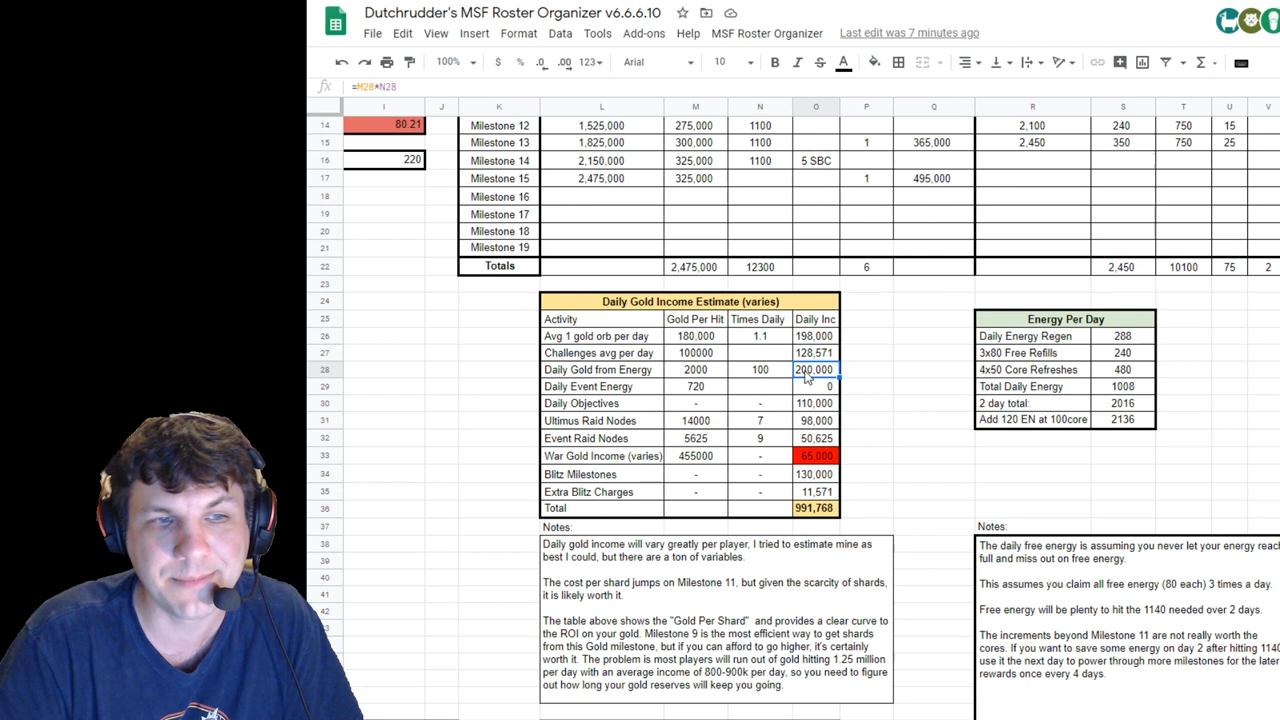 Dutchrudder's MSF Roster Organizer v6.6.6.10
File Edit View Insert Format Data Tools Add-ons Help MSF Roster Organizer Last edit was 7 minutes ago
100% $ % .0 .00 123 Arial 10 B I S A
fx =M28*N28
I J K L M N O P Q R S T U V
14 80.21 Milestone 12 1,525,000 275,000 1100 2,100 240 750 15
15 Milestone 13 1,825,000 300,000 1100 1 365,000 2,450 350 750 25
16 220 Milestone 14 2,150,000 325,000 1100 5 SBC
17 Milestone 15 2,475,000 325,000 1 495,000
18 Milestone 16
19 Milestone 17
20 Milestone 18
21 Milestone 19
22 Totals 2,475,000 12300 6 2,450 10100 75 2
23
24 Daily Gold Income Estimate (varies)
25 Activity Gold Per Hit Times Daily Daily Inc Energy Per Day
26 Avg 1 gold orb per day 180,000 1.1 198,000 Daily Energy Regen 288
27 Challenges avg per day 100000 128,571 3x80 Free Refills 240
28 Daily Gold from Energy 2000 100 200,000 4x50 Core Refreshes 480
29 Daily Event Energy 720 0 Total Daily Energy 1008
30 Daily Objectives - - 110,000 2 day total: 2016
31 Ultimus Raid Nodes 14000 7 98,000 Add 120 EN at 100core 2136
32 Event Raid Nodes 5625 9 50,625
33 War Gold Income (varies) 455000 - 65,000
34 Blitz Milestones - - 130,000
35 Extra Blitz Charges - - 11,571
36 Total 991,768
37 Notes: Notes:
38
39
40
41
42
Daily gold income will vary greatly per player, I tried to estimate mine as
best I could, but there are a ton of variables.
The cost per shard jumps on Milestone 11, but given the scarcity of shards,
it is likely worth it.
The table above shows the "Gold Per Shard" and provides a clear curve to
the ROI on your gold. Milestone 9 is the most efficient way to get shards
from this Gold milestone, but if you can afford to go higher, it's certainly
worth it. The problem is most players will run out of gold hitting 1.25 million
per day with an average income of 800-900k per day, so you need to figure
out how long your gold reserves will keep you going.
The daily free energy is assuming you never let your energy reach
full and miss out on free energy.
This assumes you claim all free energy (80 each) 3 times a day.
Free energy will be plenty to hit the 1140 needed over 2 days.
The increments beyond Milestone 11 are not really worth the
cores. If you want to save some energy on day 2 after hitting 1140
use it the next day to power through more milestones for the later
rewards once every 4 days.